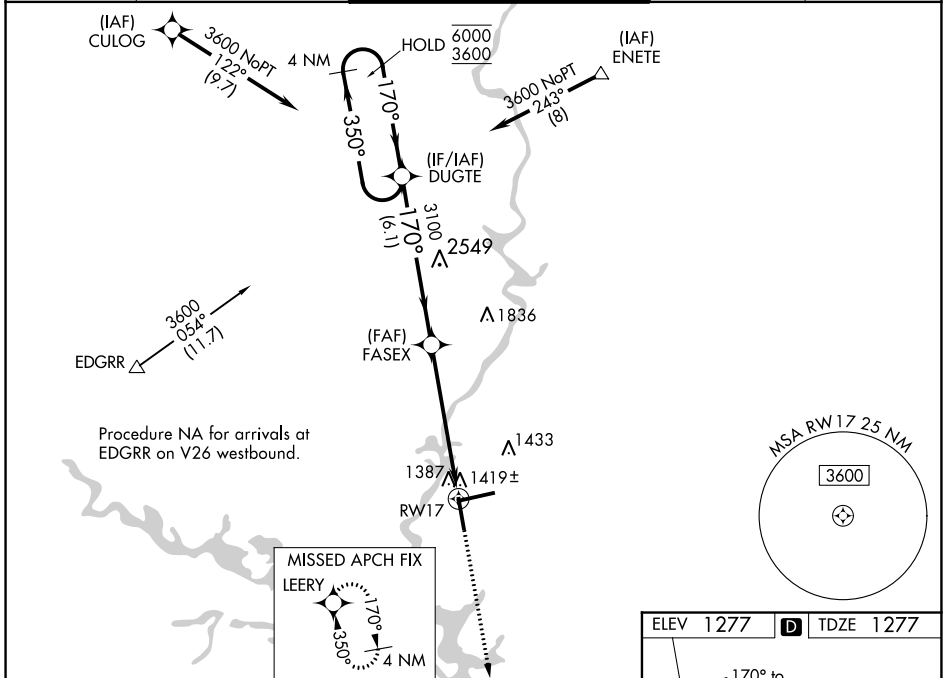 (IAF)
CULOG
3600 NoPT
122°
(9.7)
4 NM
HOLD
6000
3600
170°
350°
(IAF)
ENETE
3600 NoPT
243°
(8)
(IF/IAF)
DUGTE
3100
170°
(6.1)
2549
1836
(FAF)
FASEX
3600
054°
(11.7)
EDGRR
Procedure NA for arrivals at
EDGRR on V26 westbound.
1433
1387
1419±
RW17
MSA RW17 25 NM
3600
MISSED APCH FIX
LEERY
170°
350°
4 NM
ELEV 1277 D TDZE 1277
170° to